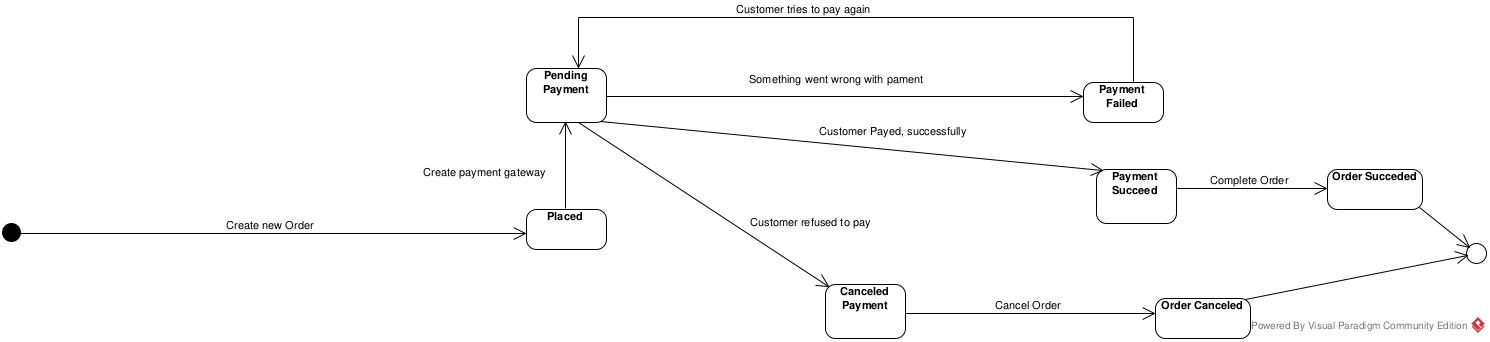 Customer tries to pay again
Pending
Payment
Something went wrong with pament
Payment
Failed
Customer Payed, successfully
Create payment gateway
Payment
Succeed
Complete Order
Order Succeded
Placed
Create new Order
Customer refused to pay
Canceled
Payment
Cancel Order
Order Canceled
Powered By Visual Paradigm Community Edition